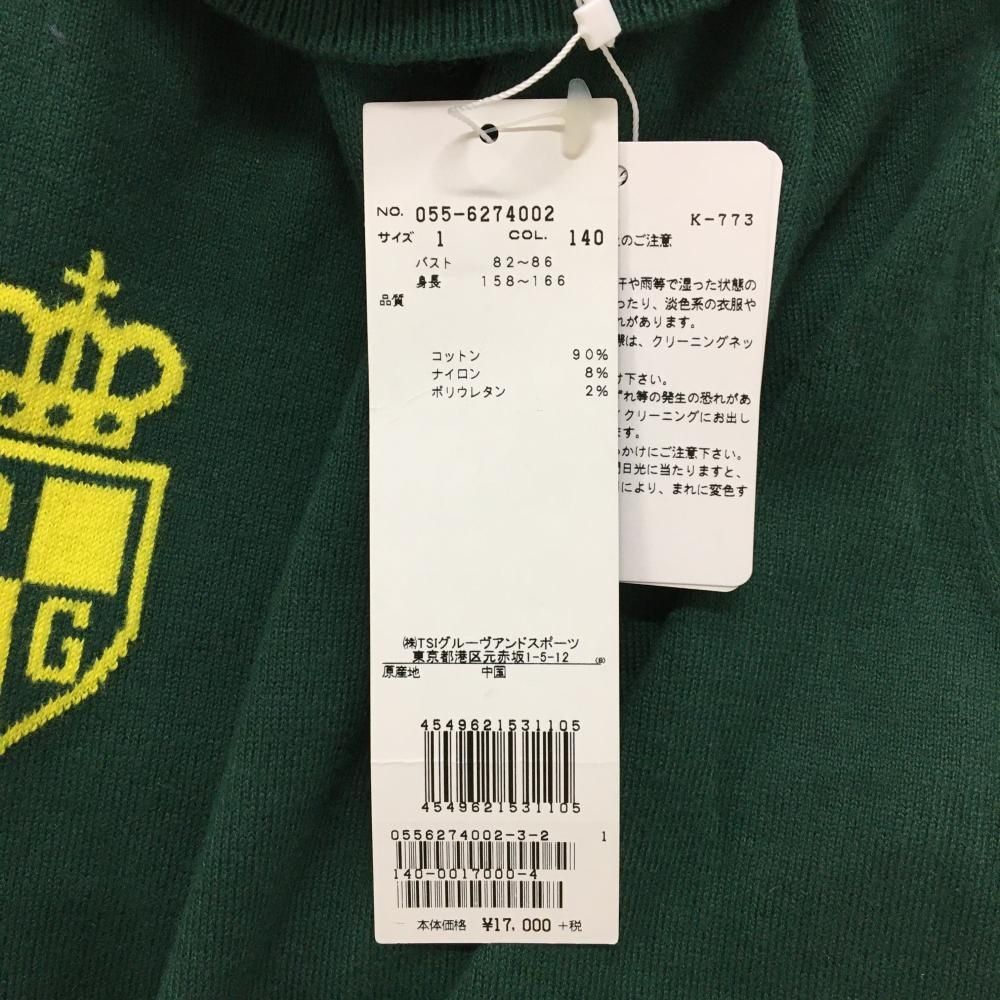 NO. 055-6274002
サイズ 1 COL. 140
バスト 82～86
身長 158～166
品質
コットン 90%
ナイロン 8%
ポリウレタン 2%
㈱TSIグルーヴアンドスポーツ
東京都港区元赤坂1-5-12
原産地 中国
4549621531105
4549621531105
0556274002-3-2 1
140-0017000-4
本体価格 ¥17,000 +税
K-773
のご注意
汗や雨等で湿った状態の
ったり、淡色系の衣服や
れがあります。
は、クリーニングネッ
け下さい。
れ等の発生の恐れがあ
クリーニングにお出し
ます。
かけにご注意下さい。
間日光に当たりますと、
により、まれに変色す
G